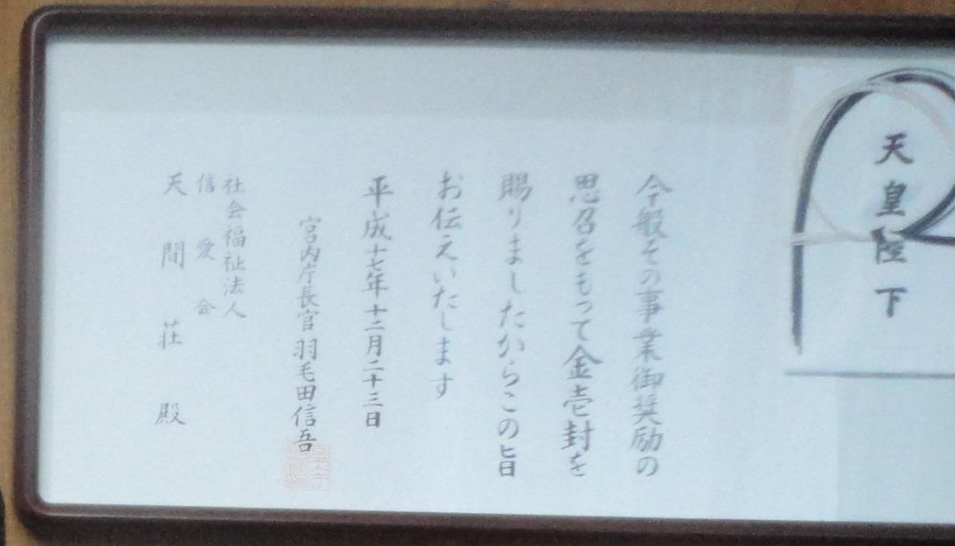 天皇陛下
今般その事業御奨励の
思召をもって金壱封を
賜りましたからこの旨
お伝えいたします
平成十七年十二月二十三日
宮内庁長官 羽毛田信吾
社会福祉法人
信愛会
天間荘殿